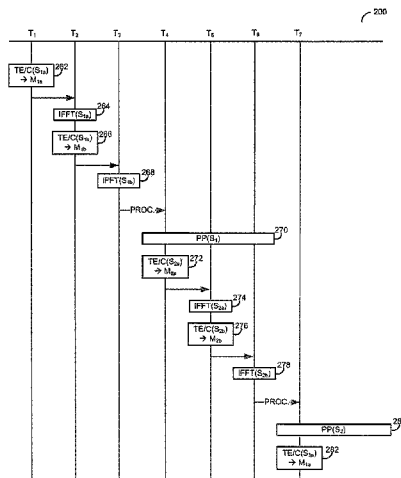 200
T₁ T₂ T₃ T₄ T₅ T₆ T₇
262
TE/C(S₁ₐ)
→ M₁ₐ
264
IFFT(S₁ₐ)
266
TE/C(S₁b)
→ M₁b
268
IFFT(S₁b)
PROC.
270
PP(S₁)
272
TE/C(S₂ₐ)
→ M₂ₐ
274
IFFT(S₂ₐ)
276
TE/C(S₂b)
→ M₂b
278
IFFT(S₂b)
PROC.
PP(S₂)
282
TE/C(S₃ₐ)
→ M₁ₐ